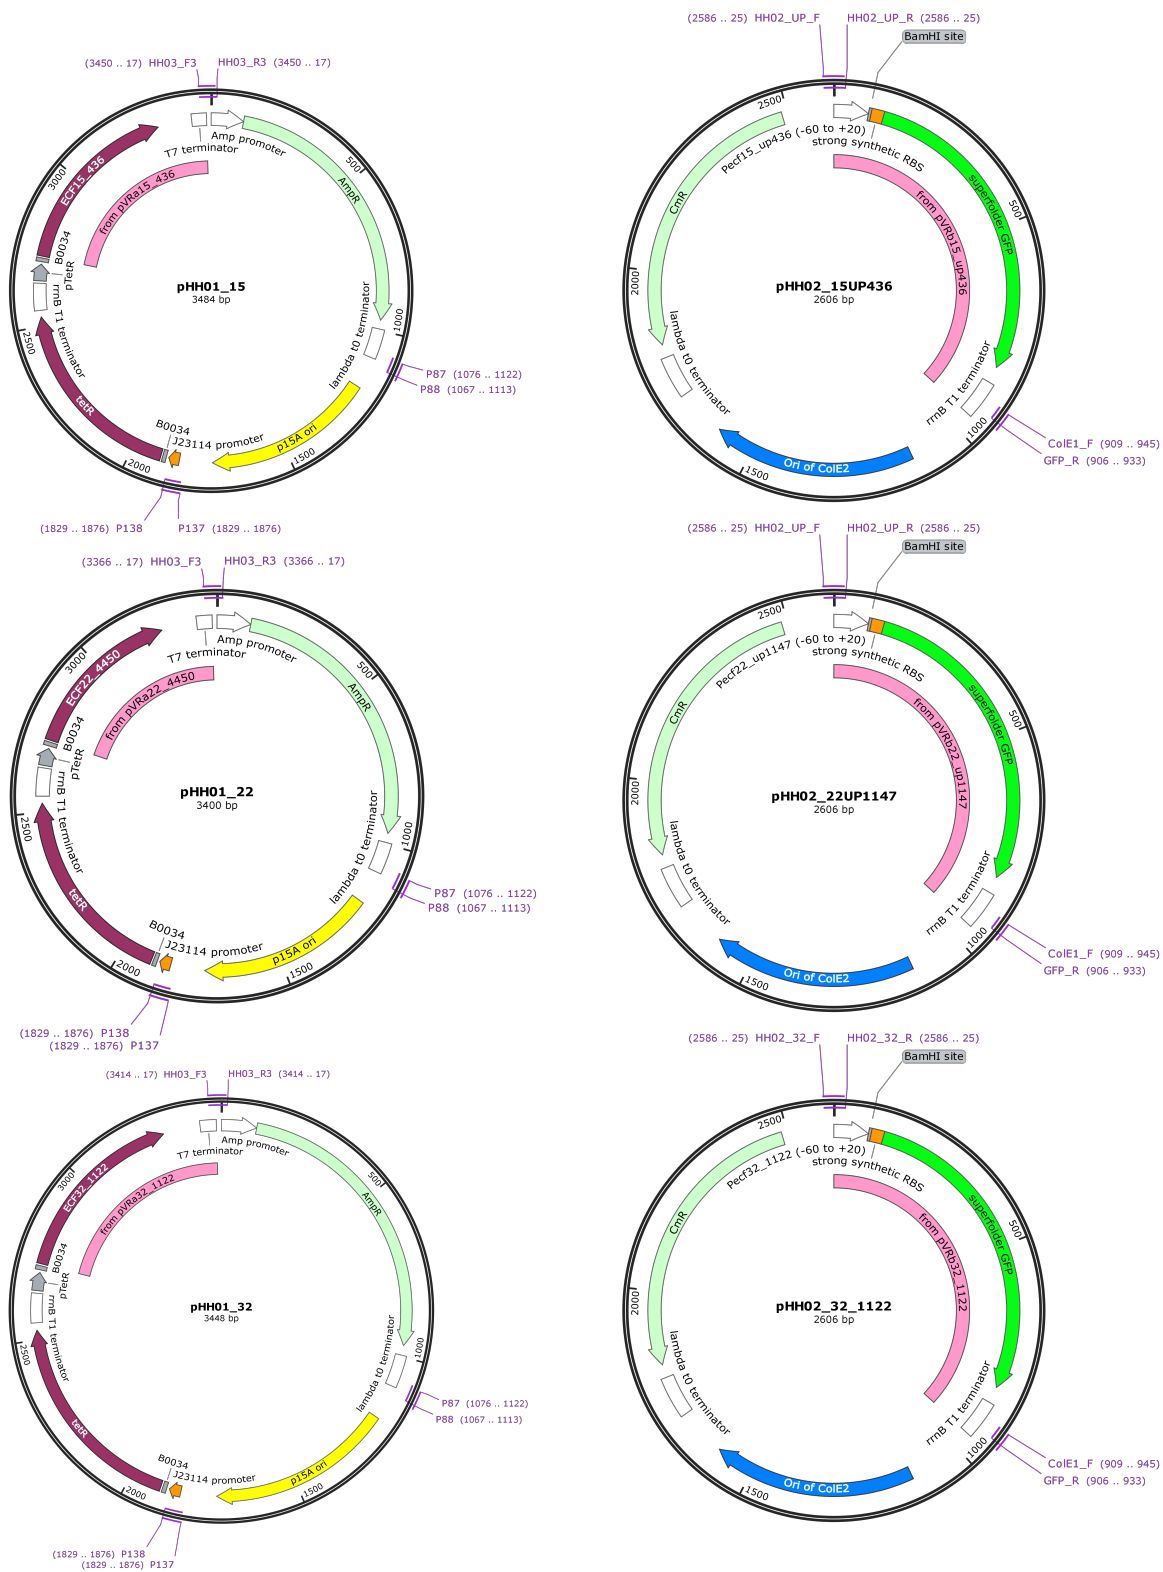 (3450 .. 17) HH03_F3
HH03_R3 (3450 .. 17)
T7 terminator
Amp promoter
AmpR
500
1000
lambda t0 terminator
P87 (1076 .. 1122)
P88 (1067 .. 1113)
p15A ori
1500
J23114 promoter
B0034
2000
(1829 .. 1876) P138
P137 (1829 .. 1876)
tetR
2500
rrnB T1 terminator
pTetR
B0034
ECF15_436
3000
from pVRa15_436
pHH01_15
3484 bp
(2586 .. 25) HH02_UP_F
HH02_UP_R (2586 .. 25)
BamHI site
2500
Pecf15_up436 (-60 to +20)
strong synthetic RBS
superfolder GFP
500
from pVRb15_up436
rrnB T1 terminator
1000
ColE1_F (909 .. 945)
GFP_R (906 .. 933)
Ori of ColE2
1500
lambda t0 terminator
2000
CmR
pHH02_15UP436
2606 bp
(3366 .. 17) HH03_F3
HH03_R3 (3366 .. 17)
T7 terminator
Amp promoter
AmpR
500
1000
lambda t0 terminator
P87 (1076 .. 1122)
P88 (1067 .. 1113)
p15A ori
1500
J23114 promoter
B0034
2000
(1829 .. 1876) P138
(1829 .. 1876) P137
tetR
2500
rrnB T1 terminator
pTetR
B0034
ECF22_4450
3000
from pVRa22_4450
pHH01_22
3400 bp
(2586 .. 25) HH02_UP_F
HH02_UP_R (2586 .. 25)
BamHI site
2500
Pecf22_up1147 (-60 to +20)
strong synthetic RBS
superfolder GFP
500
from pVRb22_up1147
rrnB T1 terminator
1000
ColE1_F (909 .. 945)
GFP_R (906 .. 933)
Ori of ColE2
1500
lambda t0 terminator
2000
CmR
pHH02_22UP1147
2606 bp
(3414 .. 17) HH03_F3
HH03_R3 (3414 .. 17)
T7 terminator
Amp promoter
AmpR
500
1000
lambda t0 terminator
P87 (1076 .. 1122)
P88 (1067 .. 1113)
p15A ori
1500
J23114 promoter
B0034
2000
(1829 .. 1876) P138
(1829 .. 1876) P137
tetR
2500
rrnB T1 terminator
pTetR
B0034
ECF32_1122
3000
from pVRa32_1122
pHH01_32
3448 bp
(2586 .. 25) HH02_32_F
HH02_32_R (2586 .. 25)
BamHI site
2500
Pecf32_1122 (-60 to +20)
strong synthetic RBS
superfolder GFP
500
from pVRb32_1122
rrnB T1 terminator
1000
ColE1_F (909 .. 945)
GFP_R (906 .. 933)
Ori of ColE2
1500
lambda t0 terminator
2000
CmR
pHH02_32_1122
2606 bp